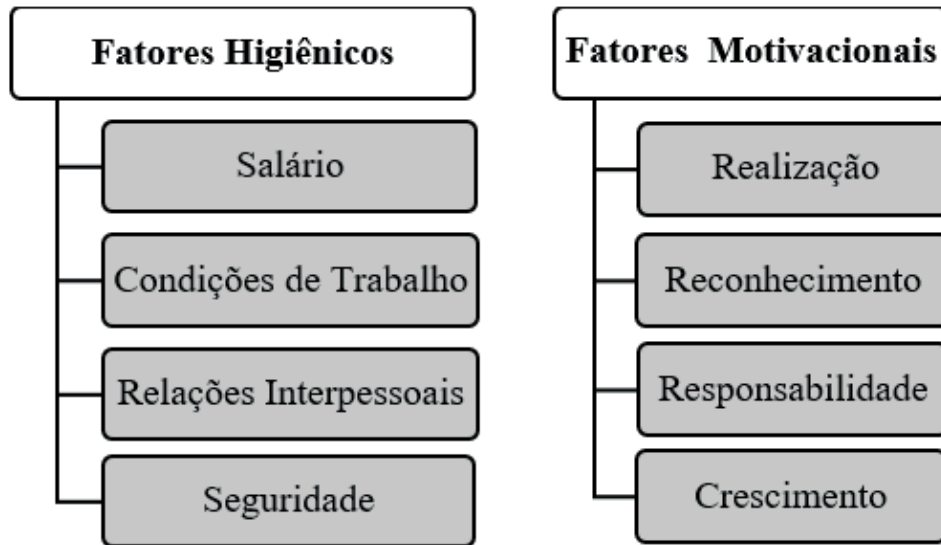 Fatores Higiênicos
Salário
Condições de Trabalho
Relações Interpessoais
Seguridade
Fatores Motivacionais
Realização
Reconhecimento
Responsabilidade
Crescimento